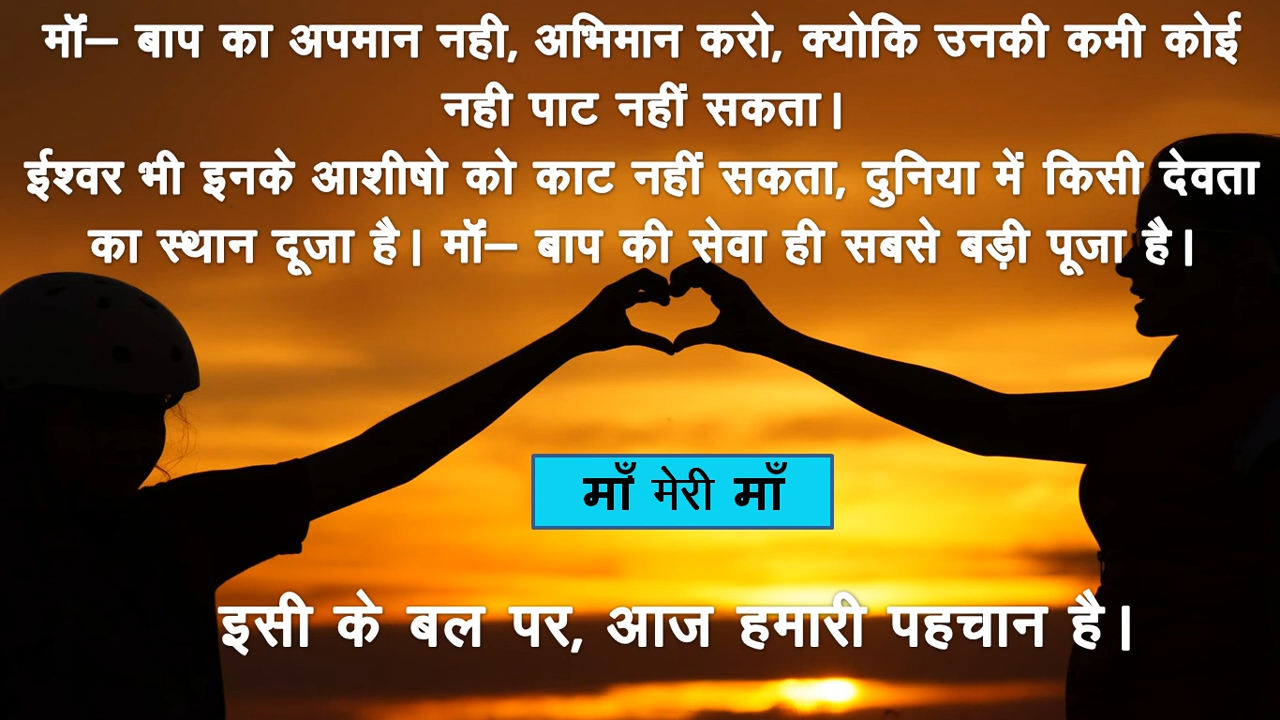 मॉ– बाप का अपमान नही, अभिमान करो, क्योकि उनकी कमी कोई
नही पाट नहीं सकता।
ईश्वर भी इनके आशीषो को काट नहीं सकता, दुनिया में किसी देवता
का स्थान दूजा है। मॉ– बाप की सेवा ही सबसे बड़ी पूजा है।
माँ मेरी माँ
इसी के बल पर, आज हमारी पहचान है।